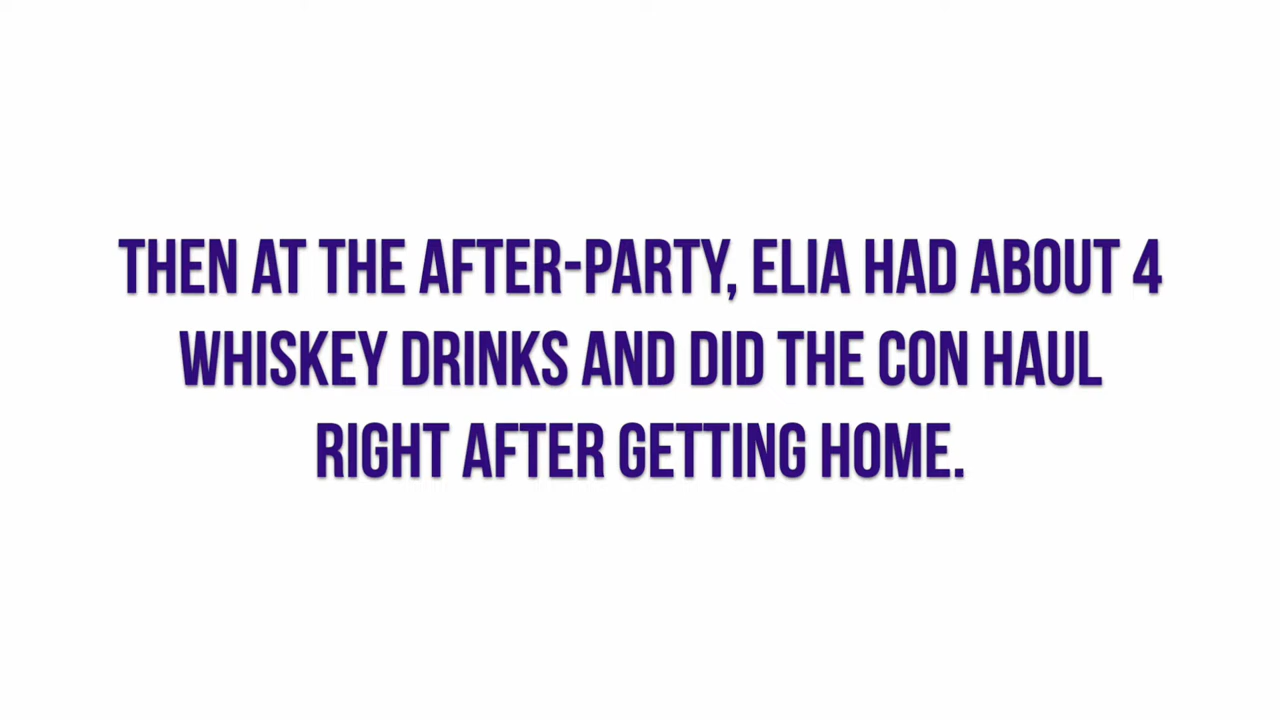 THEN AT THE AFTER-PARTY, ELIA HAD ABOUT 4
WHISKEY DRINKS AND DID THE CON HAUL
RIGHT AFTER GETTING HOME.